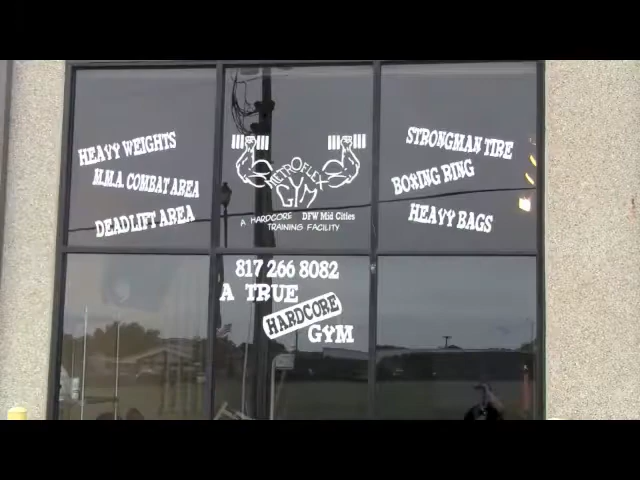 HEAVY WEIGHTS
M.M.A. COMBAT AREA
DEADLIFT AREA
METROFLEX
GYM
A HARDCORE DFW Mid Cities
TRAINING FACILITY
STRONGMAN TIRE
BOXING RING
HEAVY BAGS
817 266 8082
A TRUE
HARDCORE
GYM